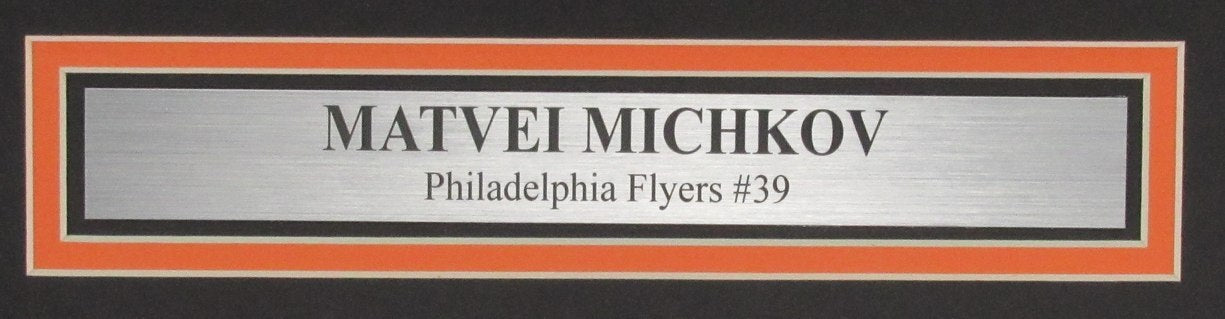 MATVEI MICHKOV
Philadelphia Flyers #39